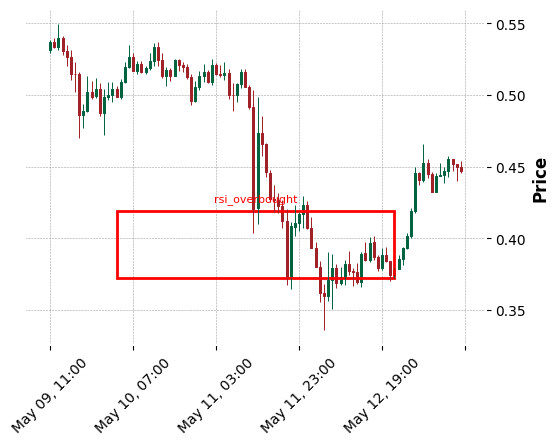 0.55
0.50
0.45
Price
rsi_overbought
0.40
0.35
May 09, 11:00
May 10, 07:00
May 11, 03:00
May 11, 23:00
May 12, 19:00